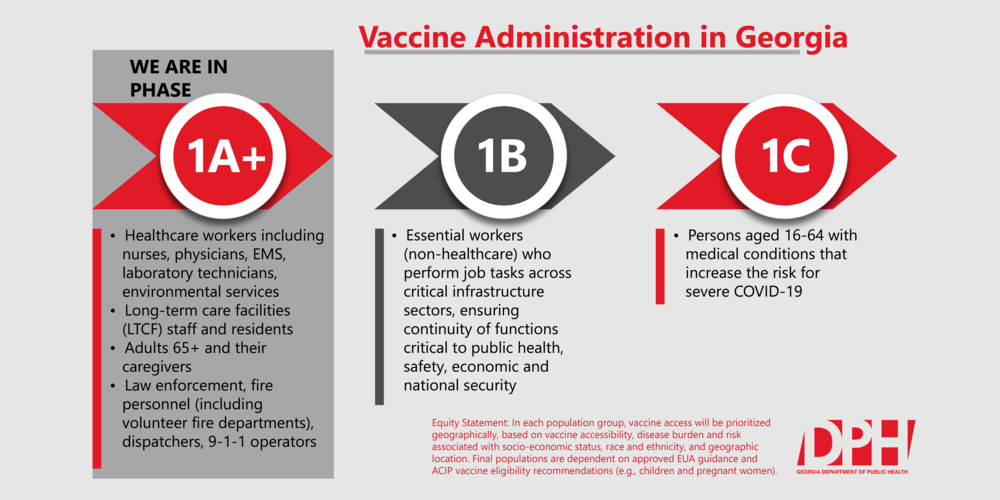 Vaccine Administration in Georgia
WE ARE IN
PHASE
1A+
• Healthcare workers including
nurses, physicians, EMS,
laboratory technicians,
environmental services
• Long-term care facilities
(LTCF) staff and residents
• Adults 65+ and their
caregivers
• Law enforcement, fire
personnel (including
volunteer fire departments),
dispatchers, 9-1-1 operators
1B
• Essential workers
(non-healthcare) who
perform job tasks across
critical infrastructure
sectors, ensuring
continuity of functions
critical to public health,
safety, economic and
national security
1C
• Persons aged 16-64 with
medical conditions that
increase the risk for
severe COVID-19
Equity Statement: In each population group, vaccine access will be prioritized
geographically, based on vaccine accessibility, disease burden and risk
associated with socio-economic status, race and ethnicity, and geographic
location. Final populations are dependent on approved EUA guidance and
ACIP vaccine eligibility recommendations (e.g., children and pregnant women).
DPH
GEORGIA DEPARTMENT OF PUBLIC HEALTH